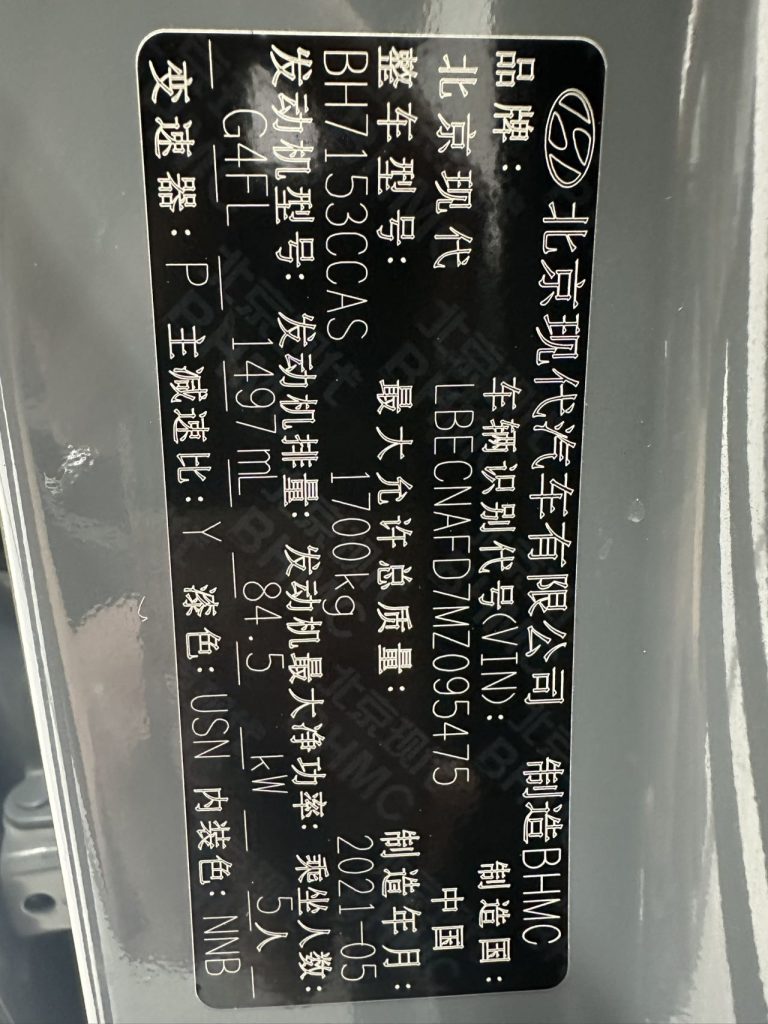 北京现代汽车有限公司 制造BHMC
品牌: 车辆识别代号(VIN): 制造国:
北京现代 LBECNAFD7MZ095475 中国
整车型号: 最大允许总质量: 制造年月:
BH7153CCAS 1700kg 2021-05
发动机型号: 发动机排量: 发动机最大净功率: 乘坐人数:
G4FL 1497mL 84.5 kW 5人
变速器: P 主减速比: Y 漆色: USN 内装色: NNB